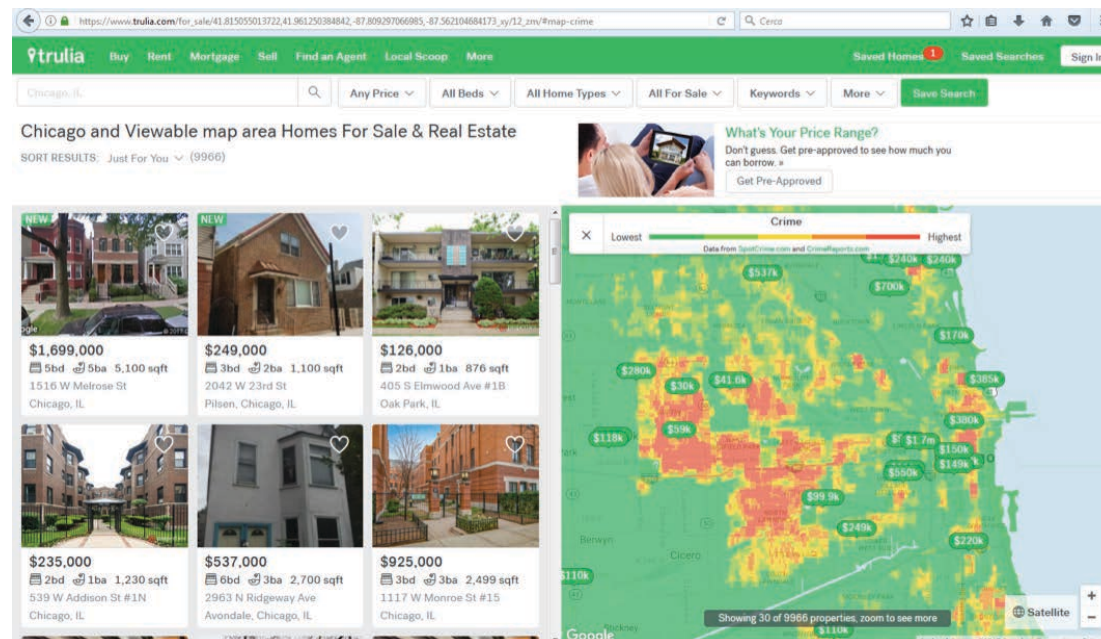 https://www.trulia.com/for_sale/41.815055013722,41.961250384842,-87.809297066985,-87.562104684173_xy/12_zm/#map-crime
Cerca
trulia Buy Rent Mortgage Sell Find an Agent Local Scoop More Saved Homes 1 Saved Searches Sign In
Chicago, IL Any Price All Beds All Home Types All For Sale Keywords More Save Search
Chicago and Viewable map area Homes For Sale & Real Estate
SORT RESULTS: Just For You (9966)
What's Your Price Range?
Don't guess. Get pre-approved to see how much you
can borrow. »
Get Pre-Approved
NEW
$1,699,000
5bd 5ba 5,100 sqft
1516 W Melrose St
Chicago, IL
NEW
$249,000
3bd 2ba 1,100 sqft
2042 W 23rd St
Pilsen, Chicago, IL
$126,000
2bd 1ba 876 sqft
405 S Elmwood Ave #1B
Oak Park, IL
$235,000
2bd 1ba 1,230 sqft
539 W Addison St #1N
Chicago, IL
$537,000
6bd 3ba 2,700 sqft
2963 N Ridgeway Ave
Avondale, Chicago, IL
$925,000
3bd 3ba 2,499 sqft
1117 W Monroe St #15
Chicago, IL
Crime
Lowest Highest
Data from SpotCrime.com and CrimeReports.com
$240k $240k
$537k
$700k
$170k
$280k
$30k
$41.6k
$385k
$380k
$59k
$118k
$1.7m
$150k
$149k
$550k
$99.9k
$249k
$220k
Berwyn
Cicero
$110k
Satellite
Showing 30 of 9966 properties, zoom to see more
$110k
Google